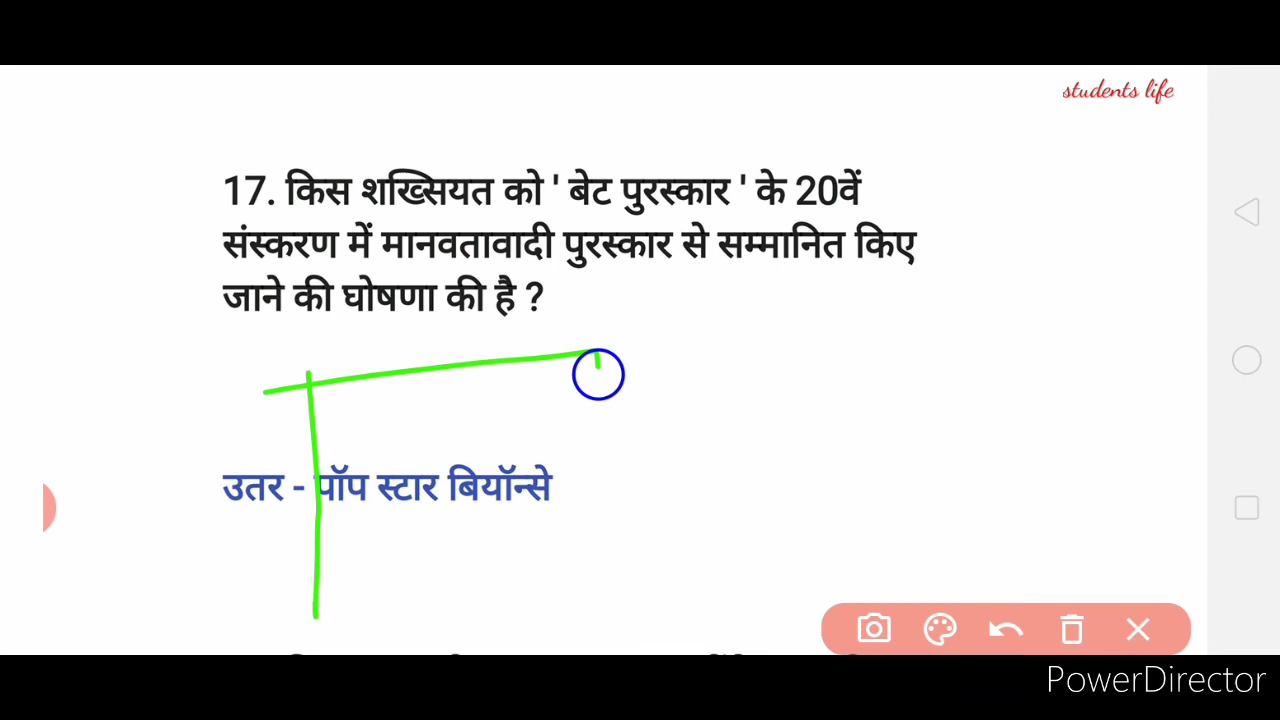 students life
17. किस शख्सियत को ' बेट पुरस्कार ' के 20वें
संस्करण में मानवतावादी पुरस्कार से सम्मानित किए
जाने की घोषणा की है ?
उतर - पॉप स्टार बियॉन्से
PowerDirector